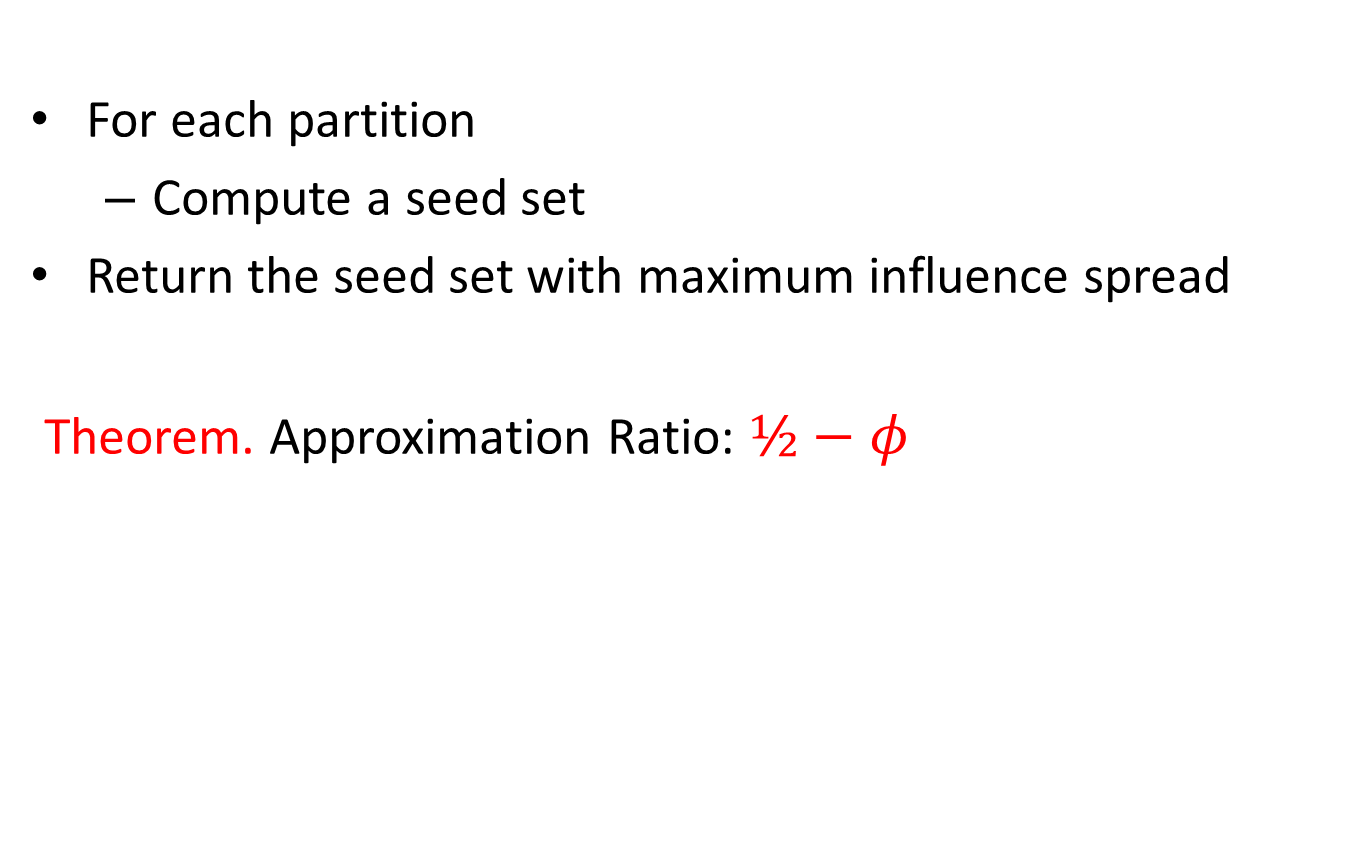 • For each partition
– Compute a seed set
• Return the seed set with maximum influence spread
Theorem. Approximation Ratio: ½ − 𝜙